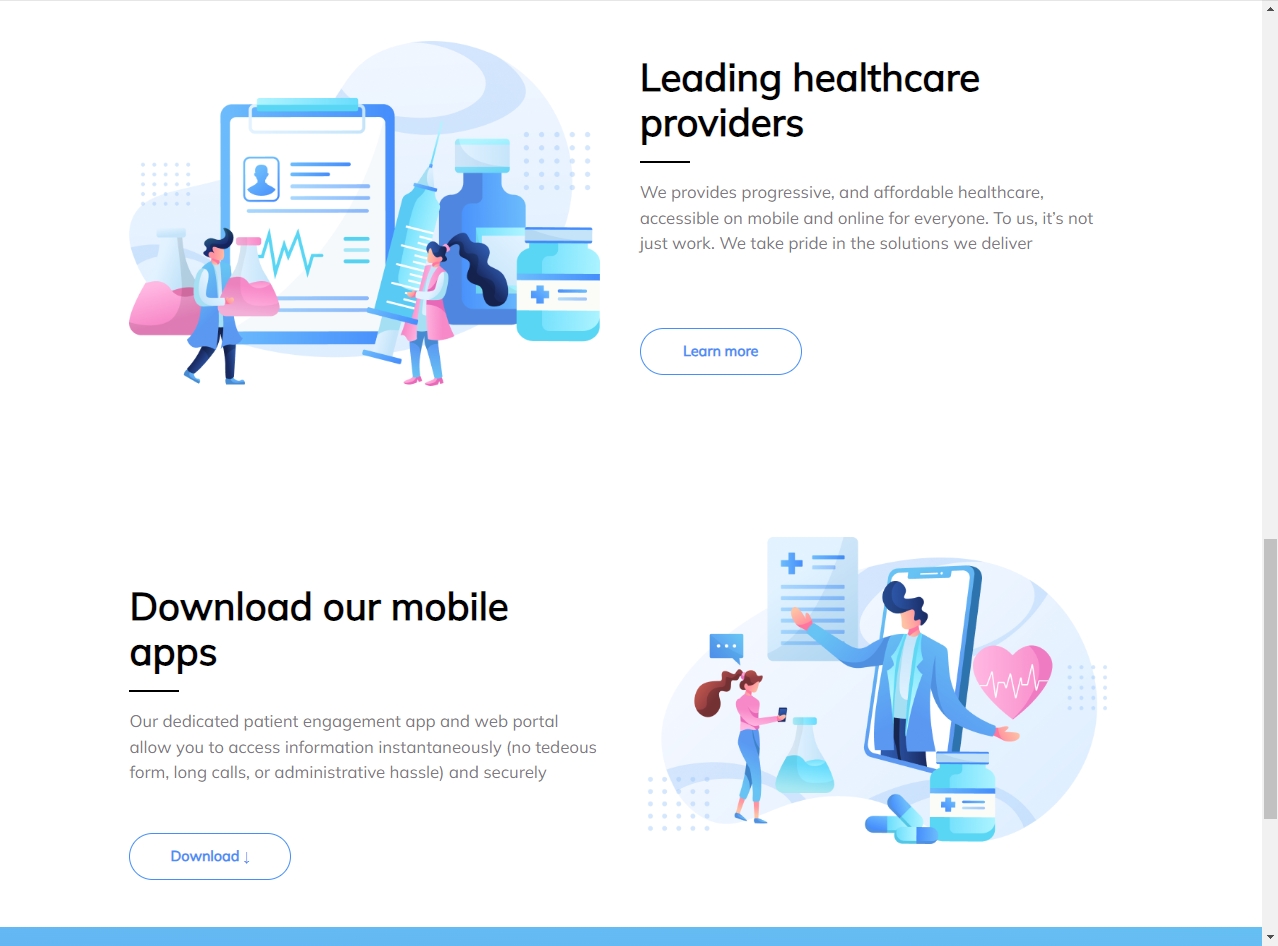 Leading healthcare
providers
We provides progressive, and affordable healthcare,
accessible on mobile and online for everyone. To us, it’s not
just work. We take pride in the solutions we deliver
Learn more
Download our mobile
apps
Our dedicated patient engagement app and web portal
allow you to access information instantaneously (no tedeous
form, long calls, or administrative hassle) and securely
Download ↓